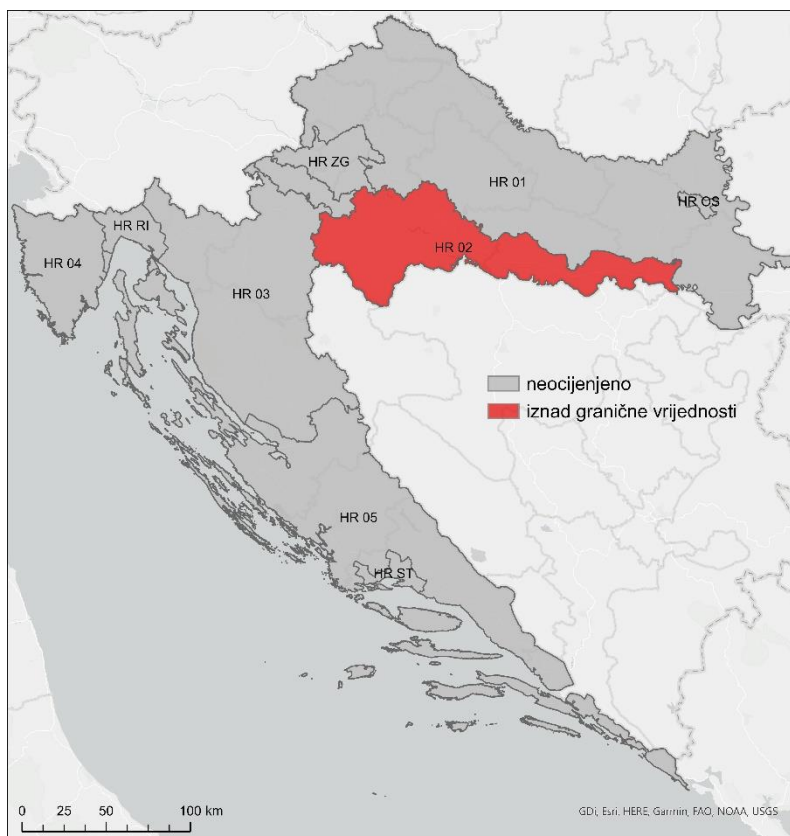 HR ZG
HR 01
HR OS
HR RI
HR 04
HR 02
HR 03
neocijenjeno
iznad granične vrijednosti
HR 05
HR ST
0 25 50 100 km
GDi, Esri, HERE, Garmin, FAO, NOAA, USGS